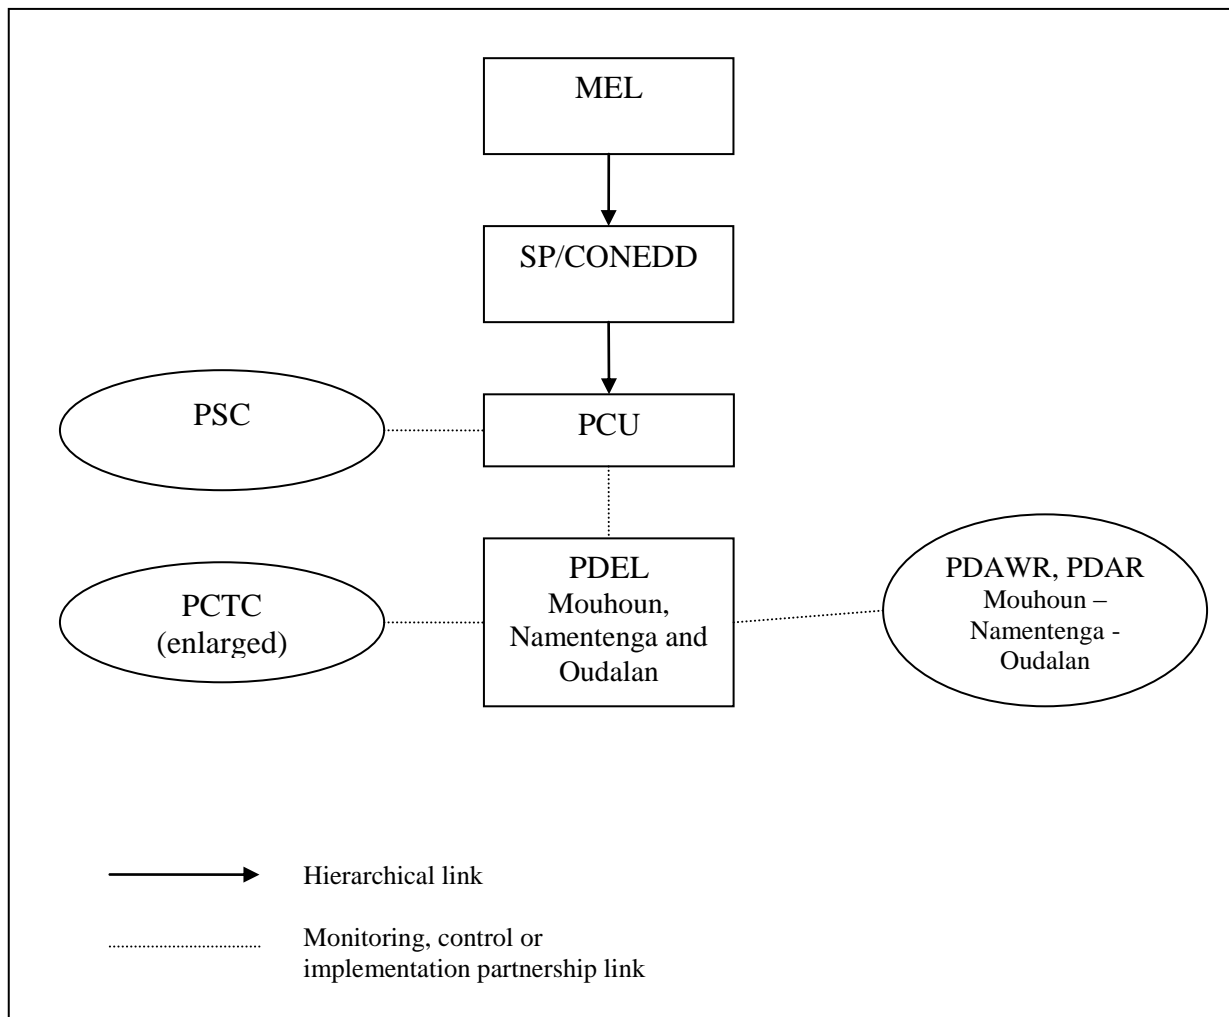 MEL
SP/CONEDD
PSC
PCU
PCTC
(enlarged)
PDEL
Mouhoun,
Namentenga and
Oudalan
PDAWR, PDAR
Mouhoun –
Namentenga -
Oudalan
Hierarchical link
Monitoring, control or
implementation partnership link